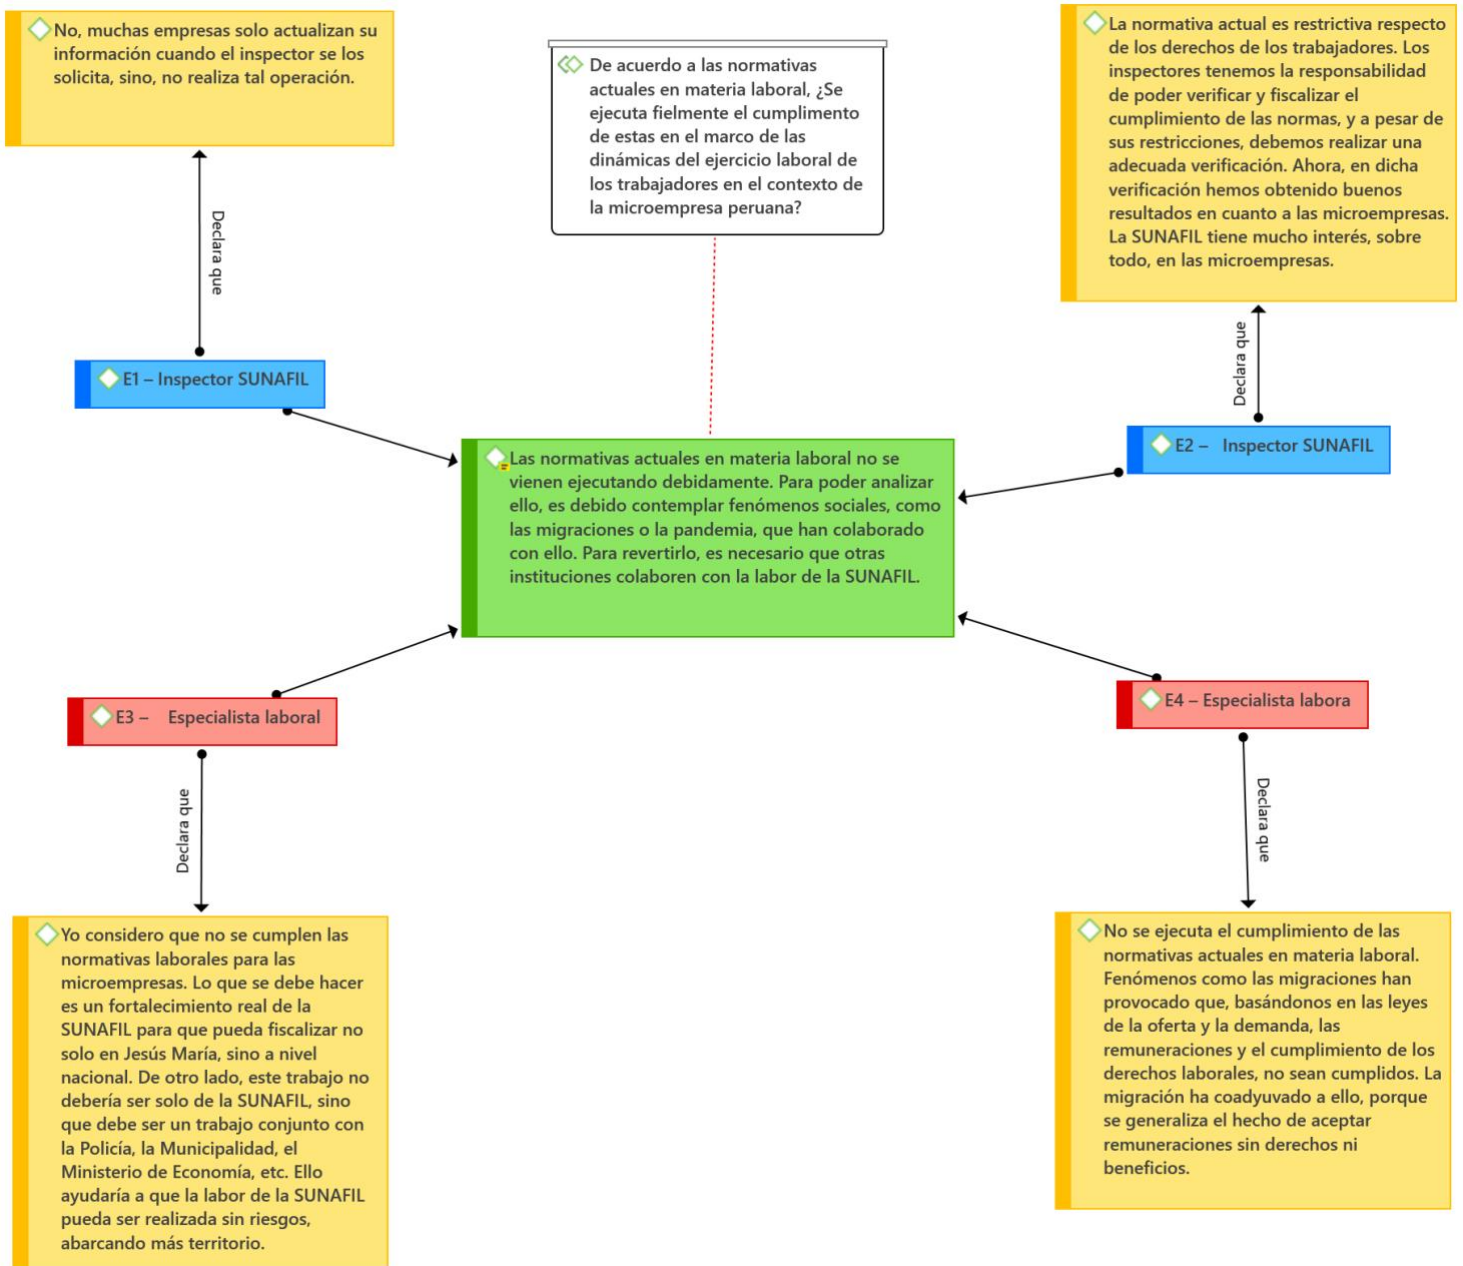 No, muchas empresas solo actualizan su
información cuando el inspector se los
solicita, sino, no realiza tal operación.
De acuerdo a las normativas
actuales en materia laboral, ¿Se
ejecuta fielmente el cumplimento
de estas en el marco de las
dinámicas del ejercicio laboral de
los trabajadores en el contexto de
la microempresa peruana?
La normativa actual es restrictiva respecto
de los derechos de los trabajadores. Los
inspectores tenemos la responsabilidad
de poder verificar y fiscalizar el
cumplimiento de las normas, y a pesar de
sus restricciones, debemos realizar una
adecuada verificación. Ahora, en dicha
verificación hemos obtenido buenos
resultados en cuanto a las microempresas.
La SUNAFIL tiene mucho interés, sobre
todo, en las microempresas.
Declara que
Declara que
E1 – Inspector SUNAFIL
E2 – Inspector SUNAFIL
Las normativas actuales en materia laboral no se
vienen ejecutando debidamente. Para poder analizar
ello, es debido contemplar fenómenos sociales, como
las migraciones o la pandemia, que han colaborado
con ello. Para revertirlo, es necesario que otras
instituciones colaboren con la labor de la SUNAFIL.
E3 – Especialista laboral
E4 – Especialista labora
Declara que
Declara que
Yo considero que no se cumplen las
normativas laborales para las
microempresas. Lo que se debe hacer
es un fortalecimiento real de la
SUNAFIL para que pueda fiscalizar no
solo en Jesús María, sino a nivel
nacional. De otro lado, este trabajo no
debería ser solo de la SUNAFIL, sino
que debe ser un trabajo conjunto con
la Policía, la Municipalidad, el
Ministerio de Economía, etc. Ello
ayudaría a que la labor de la SUNAFIL
pueda ser realizada sin riesgos,
abarcando más territorio.
No se ejecuta el cumplimiento de las
normativas actuales en materia laboral.
Fenómenos como las migraciones han
provocado que, basándonos en las leyes
de la oferta y la demanda, las
remuneraciones y el cumplimiento de los
derechos laborales, no sean cumplidos. La
migración ha coadyuvado a ello, porque
se generaliza el hecho de aceptar
remuneraciones sin derechos ni
beneficios.